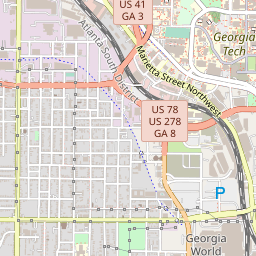 US 41
GA 3
Atlanta-South District
Marietta Street Northwest
Georgia
Tech
US 78
US 278
GA 8
P
Georgia
World